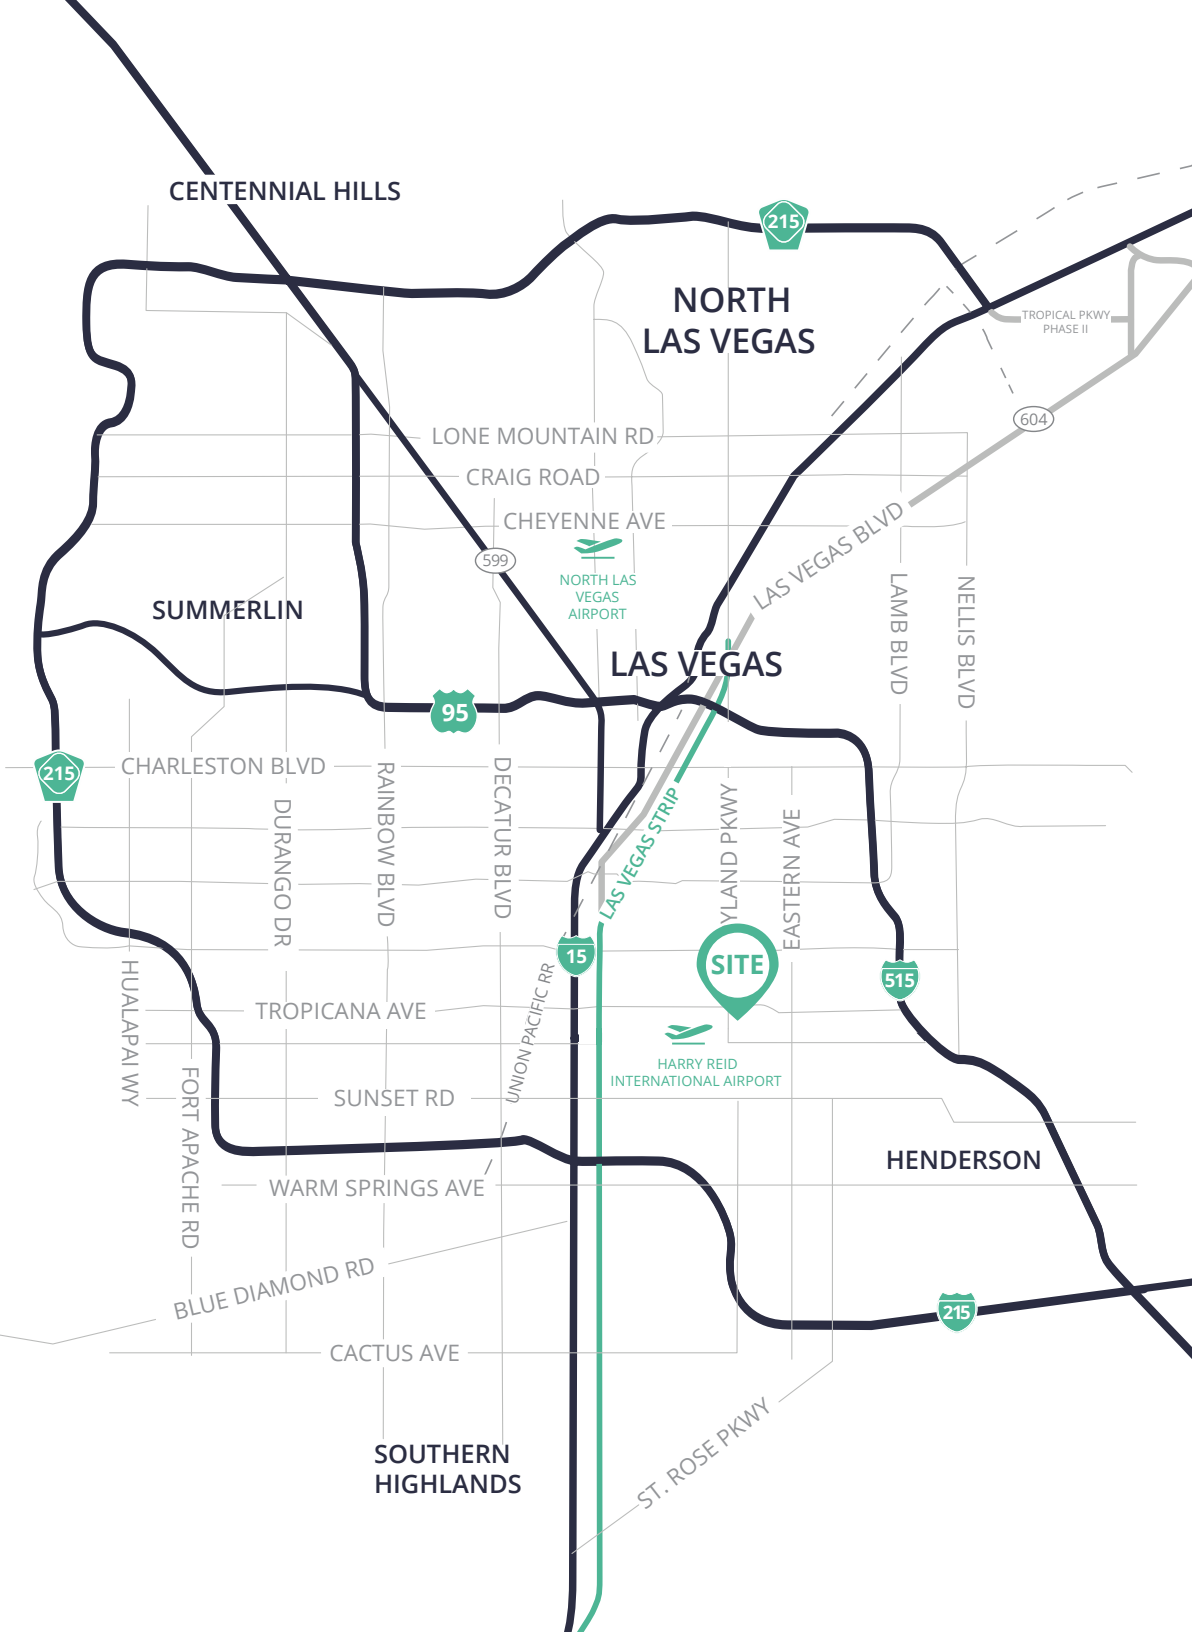 CENTENNIAL HILLS
215
NORTH
LAS VEGAS
TROPICAL PKWY
PHASE II
604
LONE MOUNTAIN RD
CRAIG ROAD
CHEYENNE AVE
LAS VEGAS BLVD
599
NORTH LAS
VEGAS
AIRPORT
SUMMERLIN
LAMB BLVD
NELLIS BLVD
LAS VEGAS
95
215
CHARLESTON BLVD
DURANGO DR
RAINBOW BLVD
DECATUR BLVD
LAS VEGAS STRIP
YLAND PKWY
EASTERN AVE
15
SITE
515
HUALAPAI WY
TROPICANA AVE
UNION PACIFIC RR
HARRY REID
INTERNATIONAL AIRPORT
FORT APACHE RD
SUNSET RD
HENDERSON
WARM SPRINGS AVE
BLUE DIAMOND RD
215
CACTUS AVE
ST. ROSE PKWY
SOUTHERN
HIGHLANDS